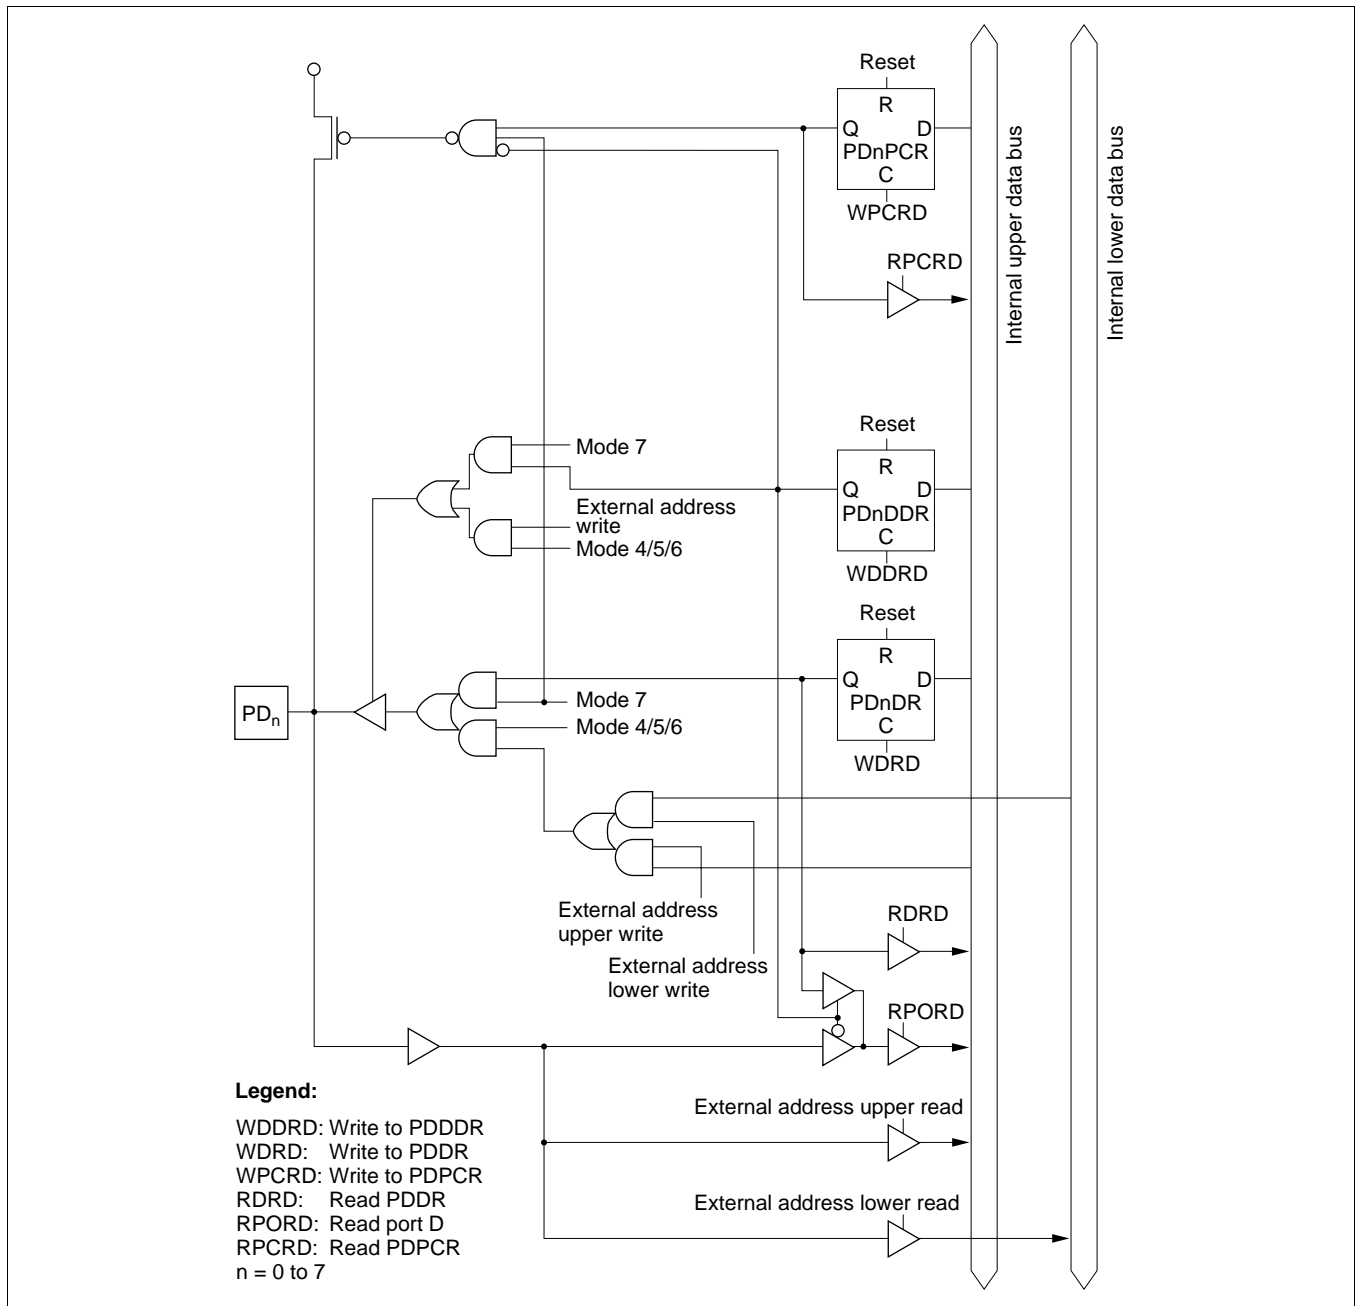 Reset
R
Q D
PDnPCR
C
WPCRD
Internal upper data bus
Internal lower data bus
RPCRD
Mode 7
External address
write
Mode 4/5/6
Reset
R
Q D
PDnDDR
C
WDDRD
Reset
R
Q D
PDnDR
C
WDRD
PDn
Mode 7
Mode 4/5/6
External address
upper write
External address
lower write
RDRD
RPORD
External address upper read
External address lower read
Legend:
WDDRD: Write to PDDDR
WDRD: Write to PDDR
WPCRD: Write to PDPCR
RDRD: Read PDDR
RPORD: Read port D
RPCRD: Read PDPCR
n = 0 to 7